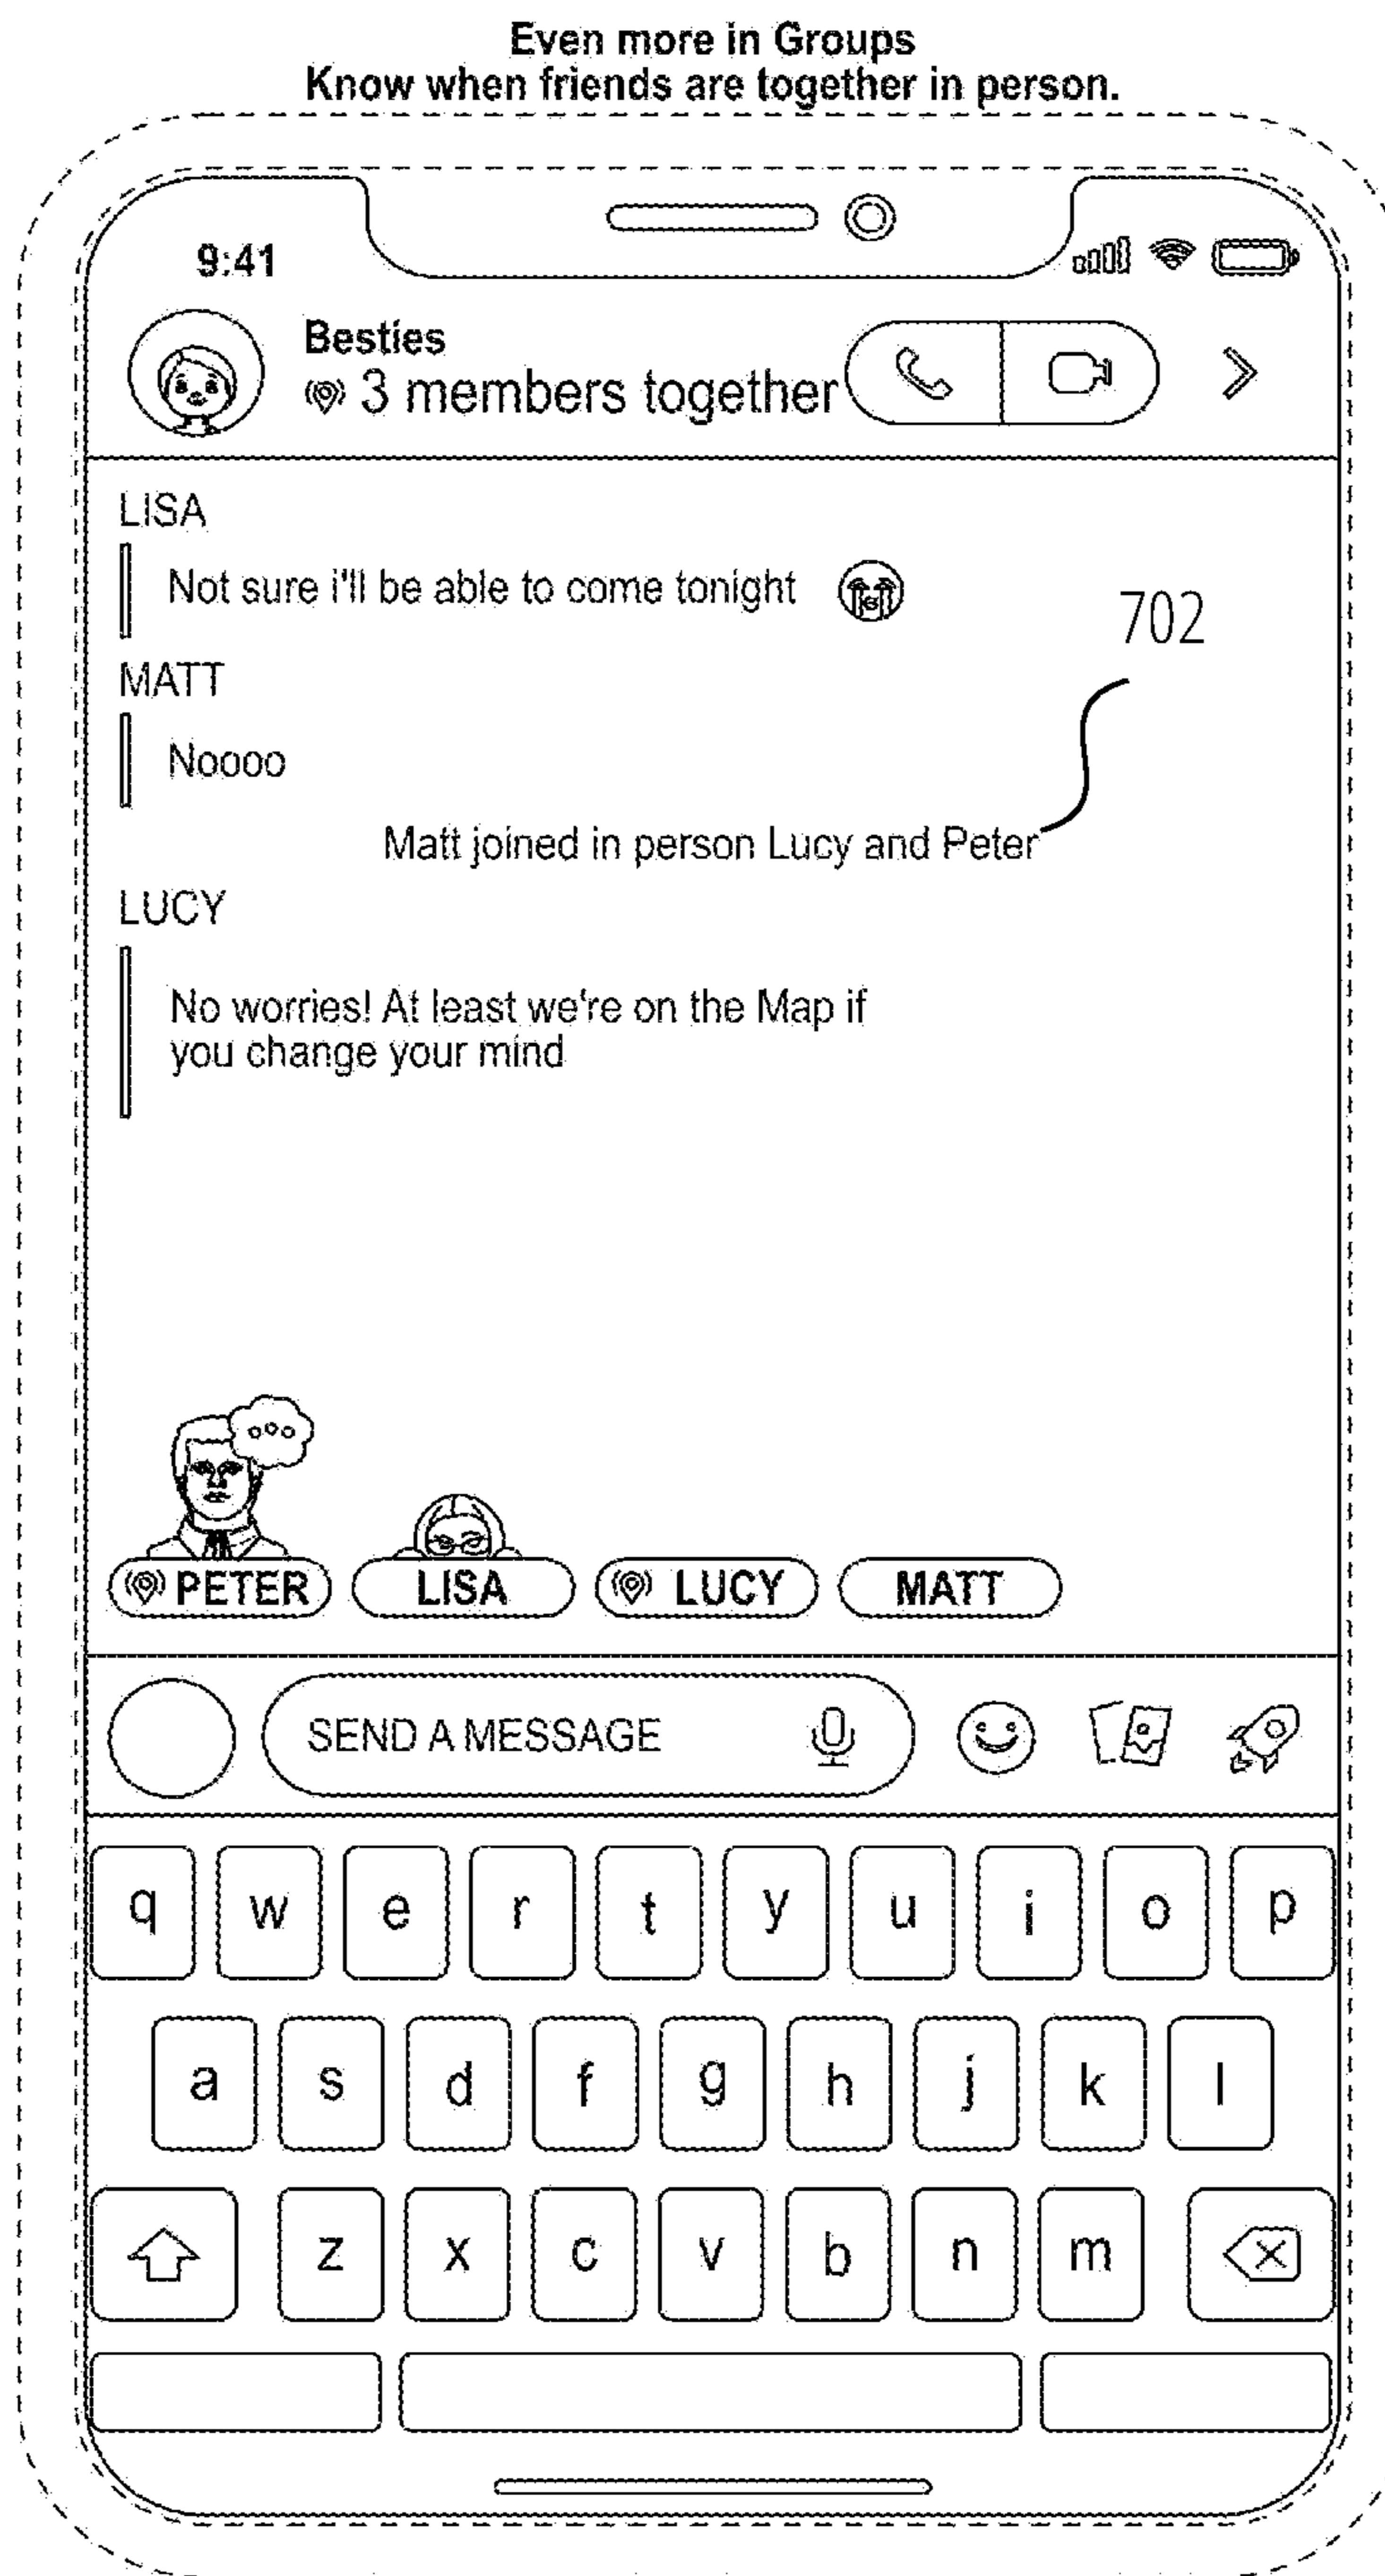 Even more in Groups
Know when friends are together in person.
9:41
Besties
3 members together
LISA
Not sure i'll be able to come tonight
702
MATT
Noooo
Matt joined in person Lucy and Peter
LUCY
No worries! At least we're on the Map if
you change your mind
PETER LISA LUCY MATT
SEND A MESSAGE
q w e r t y u i o p
a s d f g h j k l
z x c v b n m